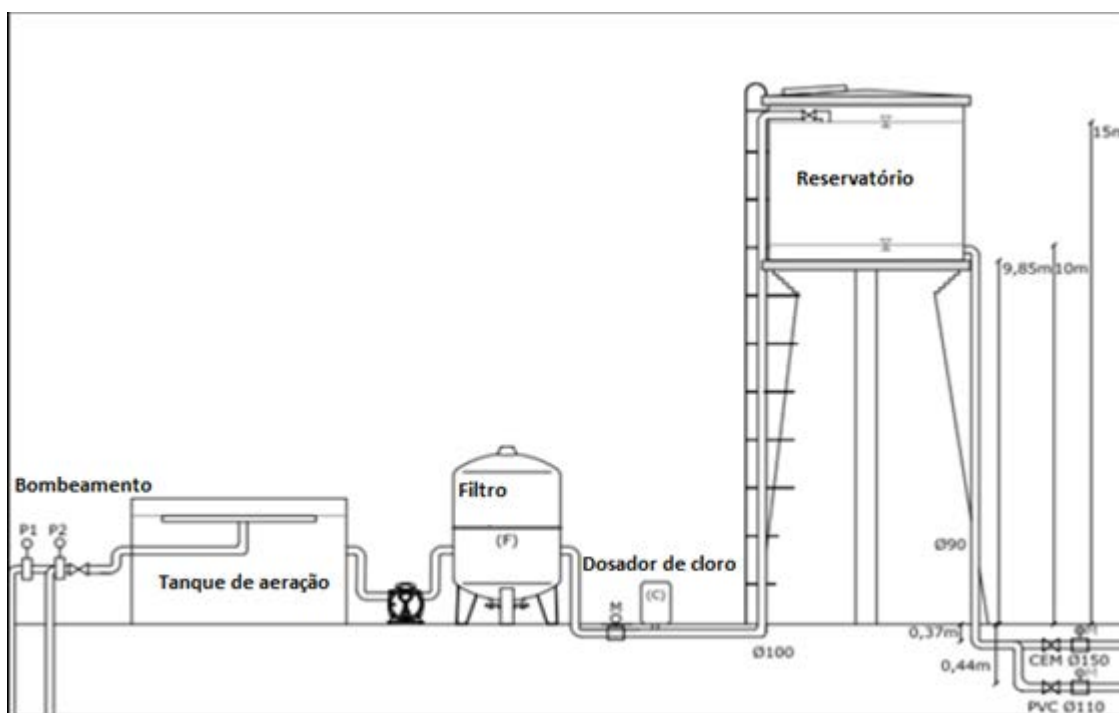 15m
Reservatório
9,85m
10m
Bombeamento
P1
P2
Filtro
(F)
Tanque de aeração
Dosador de cloro
M
(C)
Ø90
Ø100
0,37m
0,44m
CEM Ø150
PVC Ø110